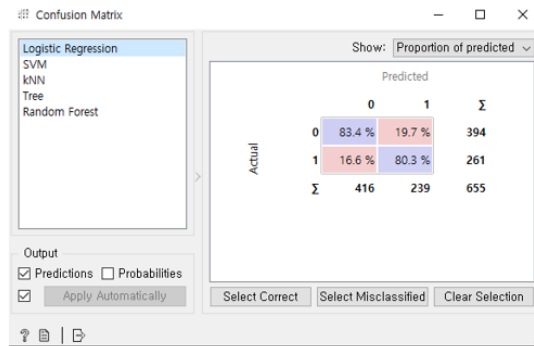 Confusion Matrix
Logistic Regression
SVM
kNN
Tree
Random Forest
Show: Proportion of predicted
Predicted
0 1 Σ
Actual
0 83.4 % 19.7 % 394
1 16.6 % 80.3 % 261
Σ 416 239 655
Output
Predictions Probabilities
Apply Automatically
Select Correct Select Misclassified Clear Selection